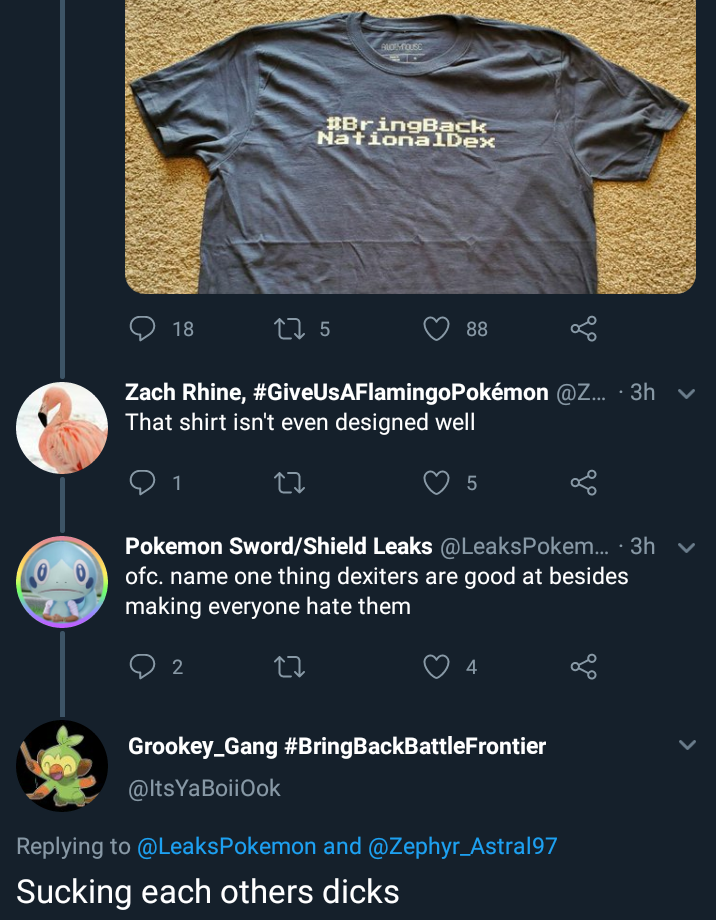 #BringBack
NationalDex
18 5 88
Zach Rhine, #GiveUsAFlamingoPokémon @Z... · 3h
That shirt isn't even designed well
1 5
Pokemon Sword/Shield Leaks @LeaksPokem... · 3h
ofc. name one thing dexiters are good at besides
making everyone hate them
2 4
Grookey_Gang #BringBackBattleFrontier
@ItsYaBoiiOok
Replying to @LeaksPokemon and @Zephyr_Astral97
Sucking each others dicks